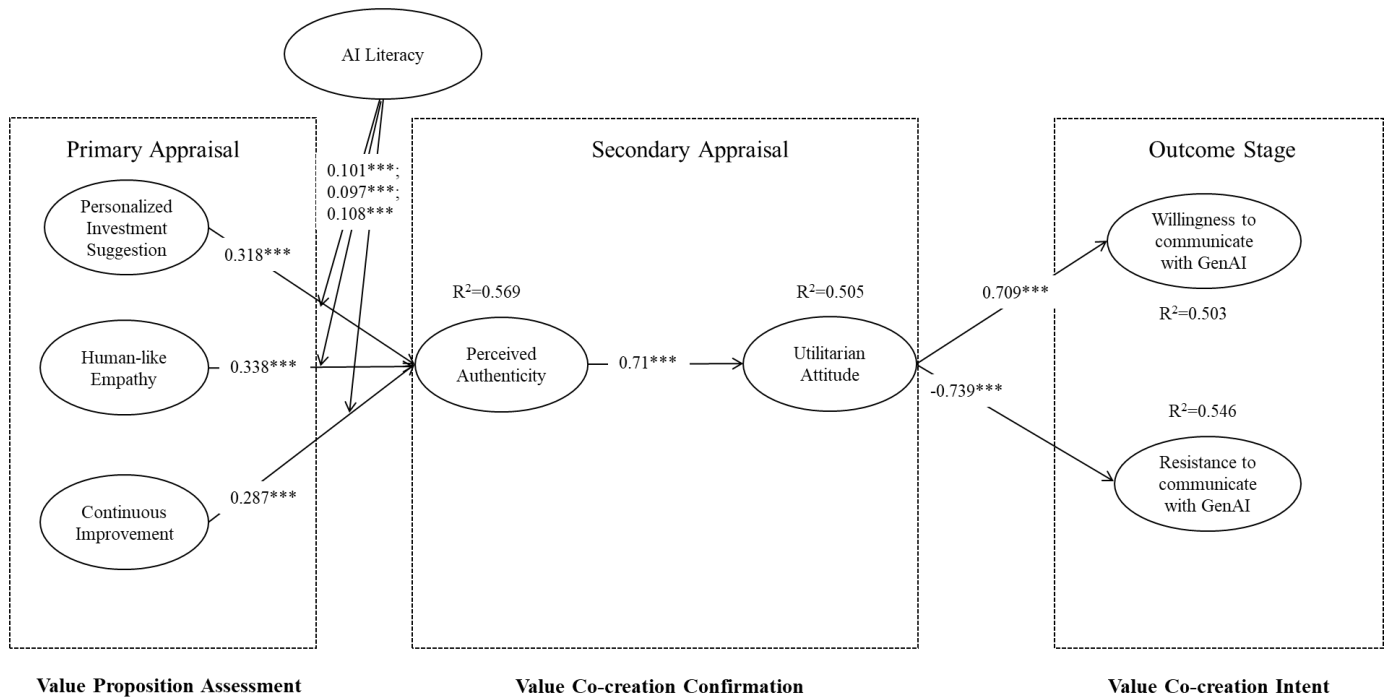 AI Literacy
Primary Appraisal
Secondary Appraisal
Outcome Stage
0.101***;
0.097***;
0.108***
Personalized
Investment
Suggestion
0.318***
Human-like
Empathy
0.338***
Continuous
Improvement
0.287***
R²=0.569
Perceived
Authenticity
0.71***
R²=0.505
Utilitarian
Attitude
0.709***
-0.739***
Willingness to
communicate
with GenAI
R²=0.503
R²=0.546
Resistance to
communicate
with GenAI
Value Proposition Assessment
Value Co-creation Confirmation
Value Co-creation Intent